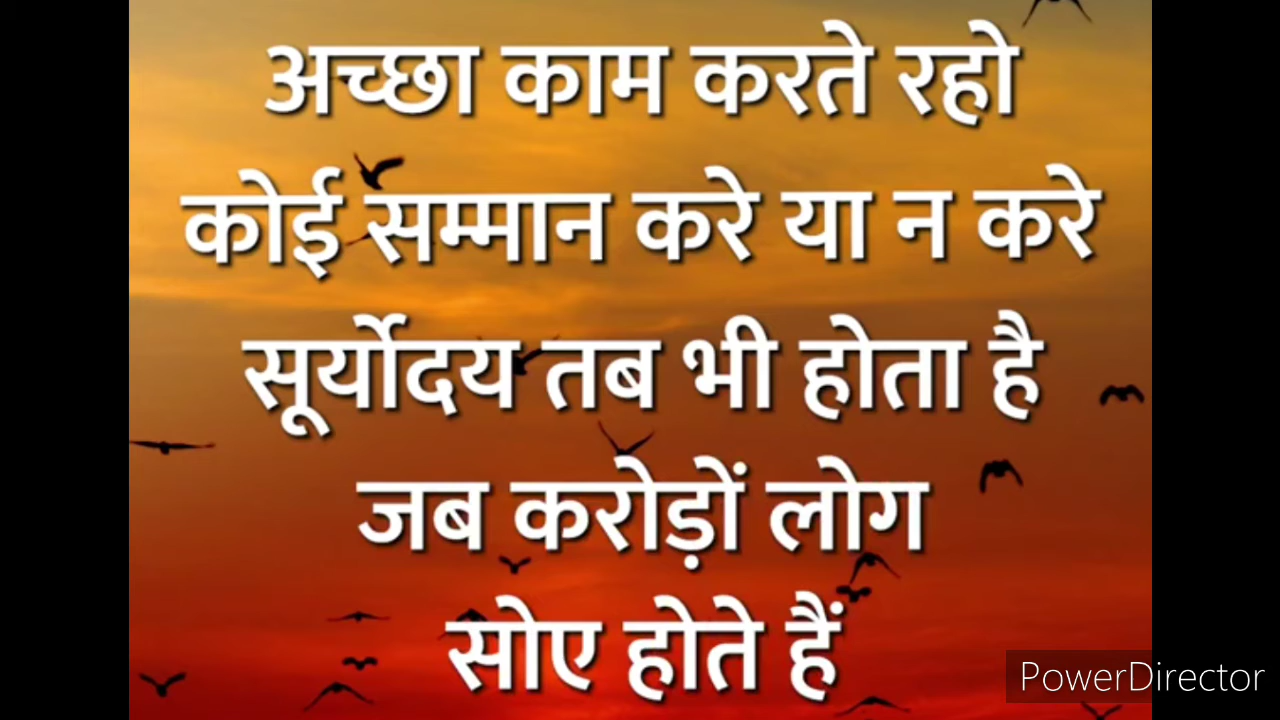 अच्छा काम करते रहो
कोई सम्मान करे या न करे
सूर्योदय तब भी होता है
जब करोड़ों लोग
सोए होते हैं
PowerDirector